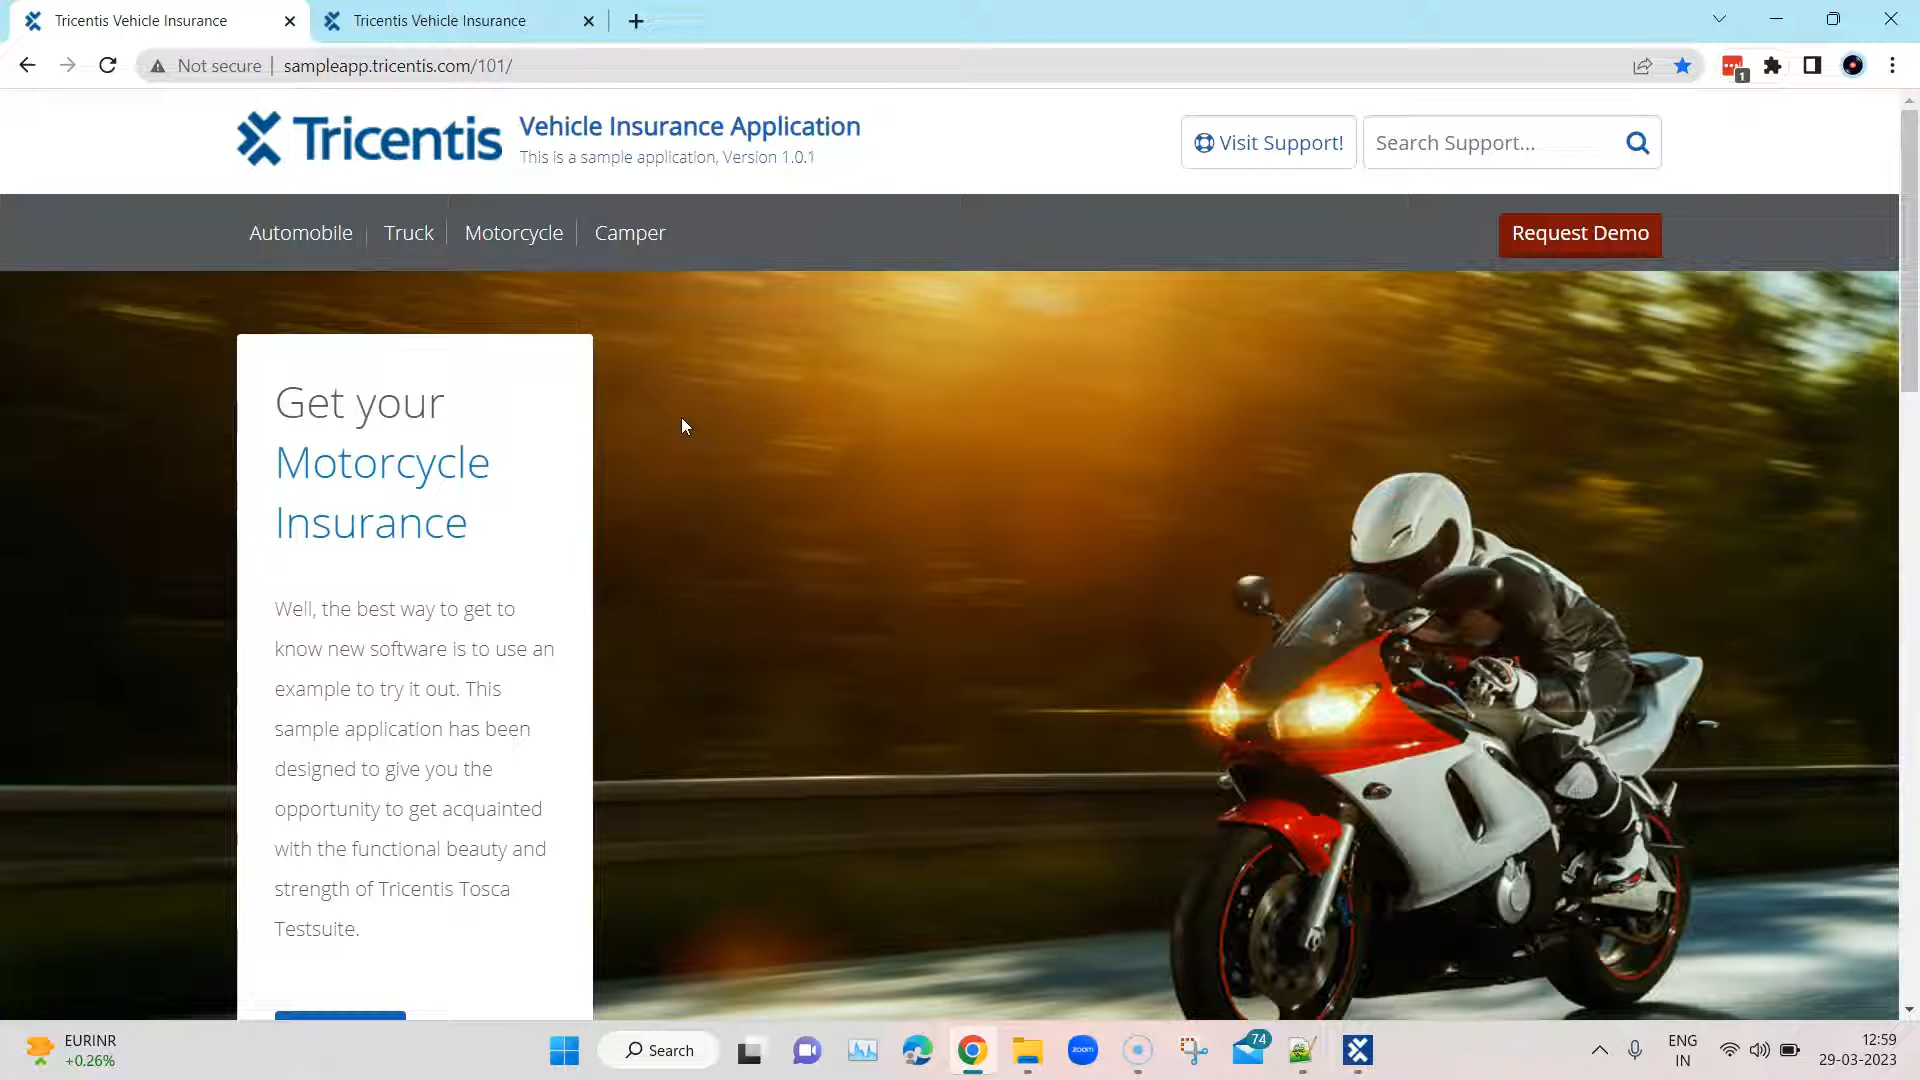 Tricentis Vehicle Insurance
Tricentis Vehicle Insurance
Not secure
sampleapp.tricentis.com/101/
1
Tricentis
Vehicle Insurance Application
This is a sample application, Version 1.0.1
Visit Support!
Search Support...
Automobile
Truck
Motorcycle
Camper
Request Demo
Get your
Motorcycle
Insurance
Well, the best way to get to
know new software is to use an
example to try it out. This
sample application has been
designed to give you the
opportunity to get acquainted
with the functional beauty and
strength of Tricentis Tosca
Testsuite.
EURINR
+0.26%
Search
zoom
74
ENG
IN
12:59
29-03-2023